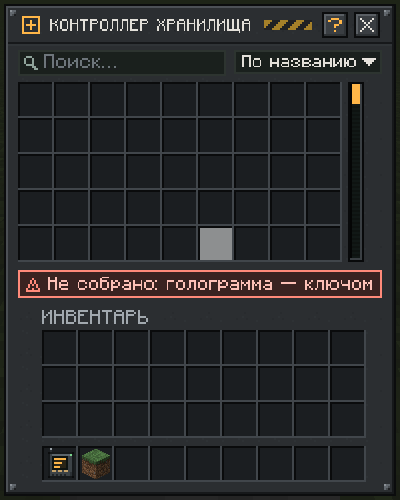 КОНТРОЛЛЕР ХРАНИЛИЩА
?
Поиск...
По названию
Не собрано: голограмма — ключом
ИНВЕНТАРЬ